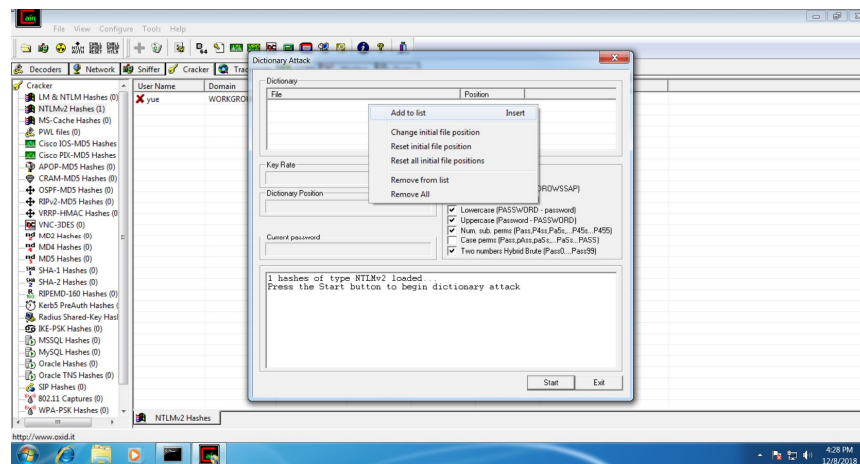 ain
File View Configure Tools Help
Decoders Network Sniffer Cracker
Dictionary Attack
Cracker
LM & NTLM Hashes (0)
NTLMv2 Hashes (1)
MS-Cache Hashes (0)
PWL files (0)
Cisco IOS-MD5 Hashes
Cisco PIX-MD5 Hashes
APOP-MD5 Hashes (0)
CRAM-MD5 Hashes (0)
OSPF-MD5 Hashes (0)
RIPv2-MD5 Hashes (0)
VRRP-HMAC Hashes (0
VNC-3DES (0)
MD2 Hashes (0)
MD4 Hashes (0)
MD5 Hashes (0)
SHA-1 Hashes (0)
SHA-2 Hashes (0)
RIPEMD-160 Hashes (0)
Kerb5 PreAuth Hashes (
Radius Shared-Key Hasl
IKE-PSK Hashes (0)
MSSQL Hashes (0)
MySQL Hashes (0)
Oracle Hashes (0)
Oracle TNS Hashes (0)
SIP Hashes (0)
802.11 Captures (0)
WPA-PSK Hashes (0)
User Name Domain
yue WORKGROU
Dictionary
File Position
Add to list Insert
Change initial file position
Reset initial file position
Reset all initial file positions
Remove from list
Remove All
Key Rate
Dictionary Position
Current password
OROWSSAP)
Lowercase (PASSWORD - password)
Uppercase (Password - PASSWORD)
Num. sub. perms (Pass,P4ss,Pa5s,...P45s...P455)
Case perms (Pass,pAss,paSs,...PaSs...PASS)
Two numbers Hybrid Brute (Pass0....Pass99)
1 hashes of type NTLMv2 loaded...
Press the Start button to begin dictionary attack
Start Exit
NTLMv2 Hashes
http://www.oxid.it
4:28 PM
12/8/2018